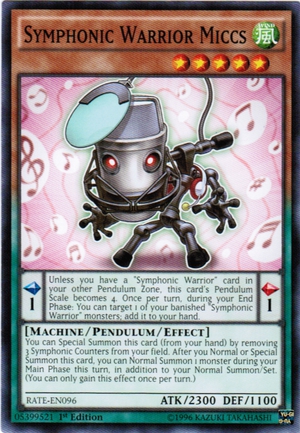 SYMPHONIC WARRIOR MICCS
WIND
風
Unless you have a "Symphonic Warrior" card in
your other Pendulum Zone, this card's Pendulum
Scale becomes 4. Once per turn, during your End
Phase: You can target 1 of your banished "Symphonic
Warrior" monsters; add it to your hand.
1
1
[MACHINE/PENDULUM/EFFECT]
You can Special Summon this card (from your hand) by removing
3 Symphonic Counters from your field. After you Normal or Special
Summon this card, you can Normal Summon 1 monster during your
Main Phase this turn, in addition to your Normal Summon/Set.
(You can only gain this effect once per turn.)
RATE-EN096
ATK/2300 DEF/1100
05399521
1st Edition
©1996 KAZUKI TAKAHASHI